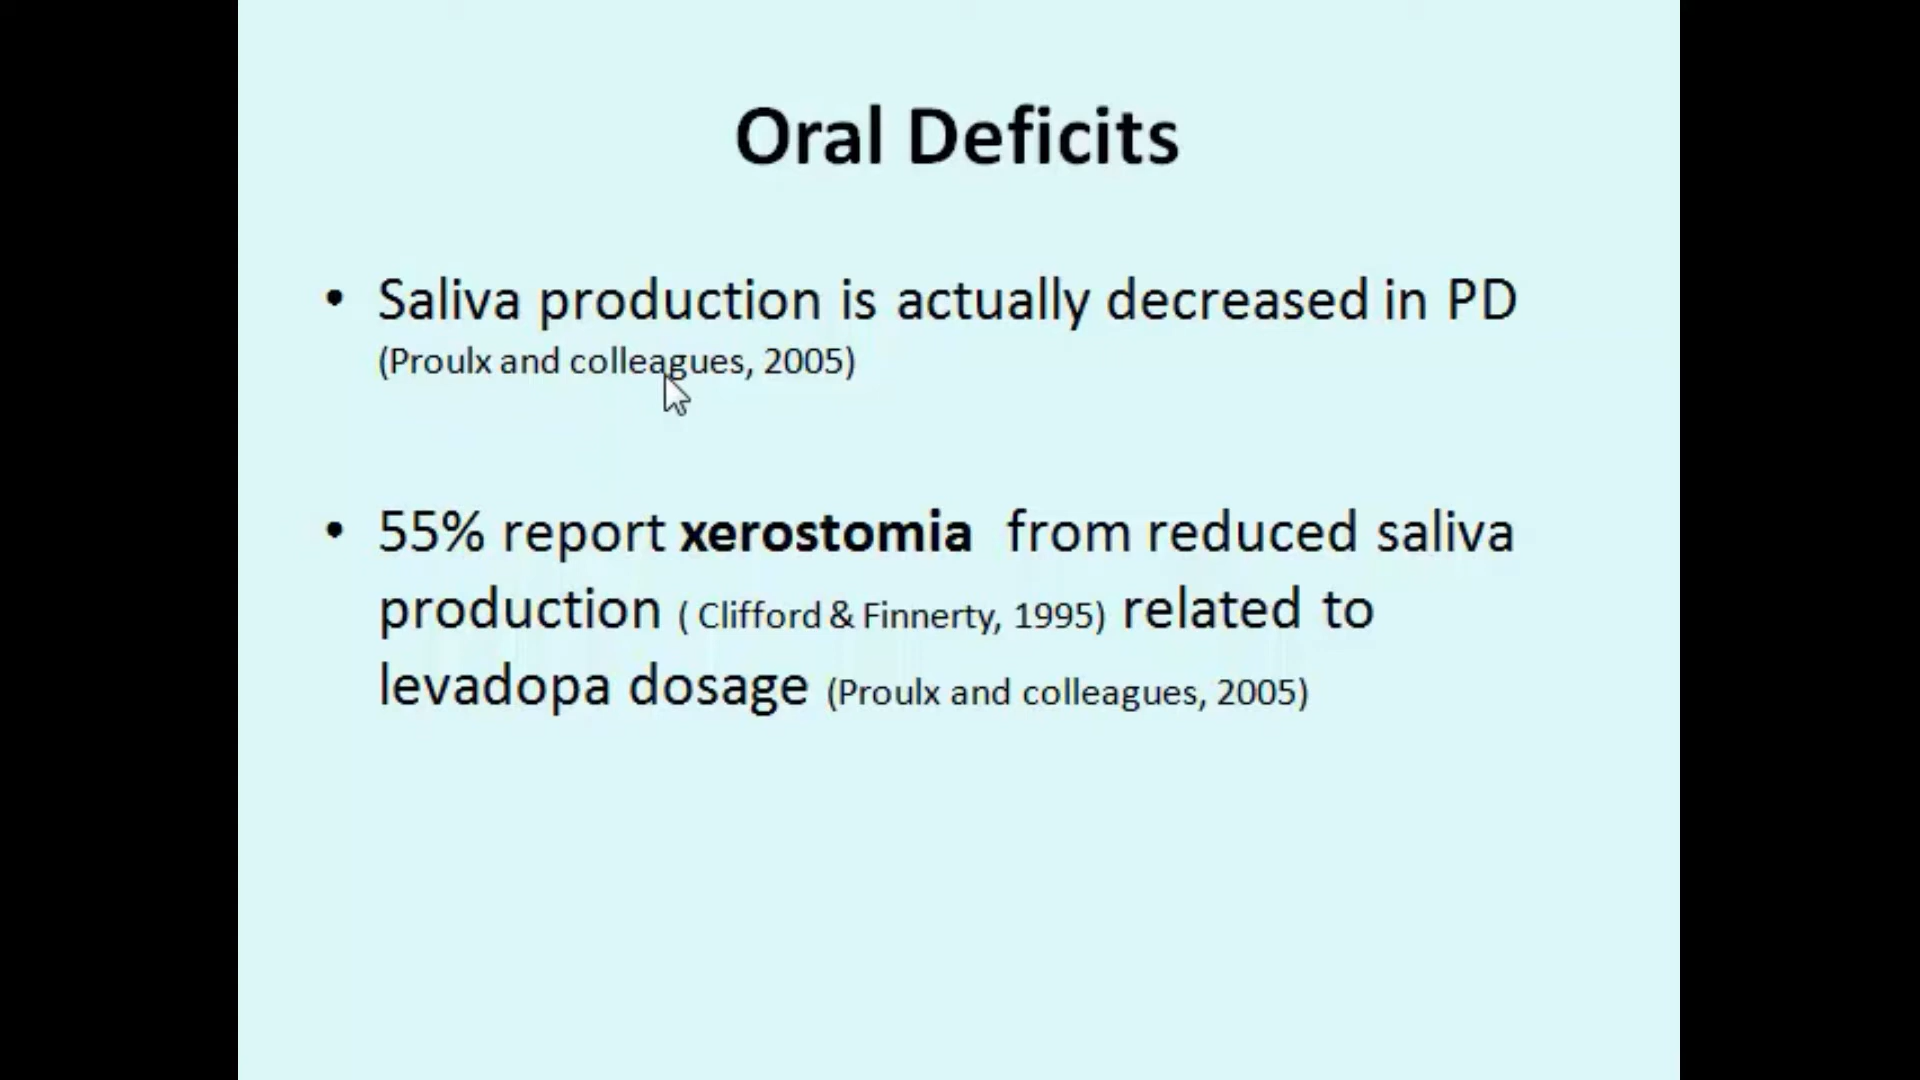 Oral Deficits
• Saliva production is actually decreased in PD
(Proulx and colleagues, 2005)
• 55% report xerostomia from reduced saliva
production ( Clifford & Finnerty, 1995) related to
levadopa dosage (Proulx and colleagues, 2005)